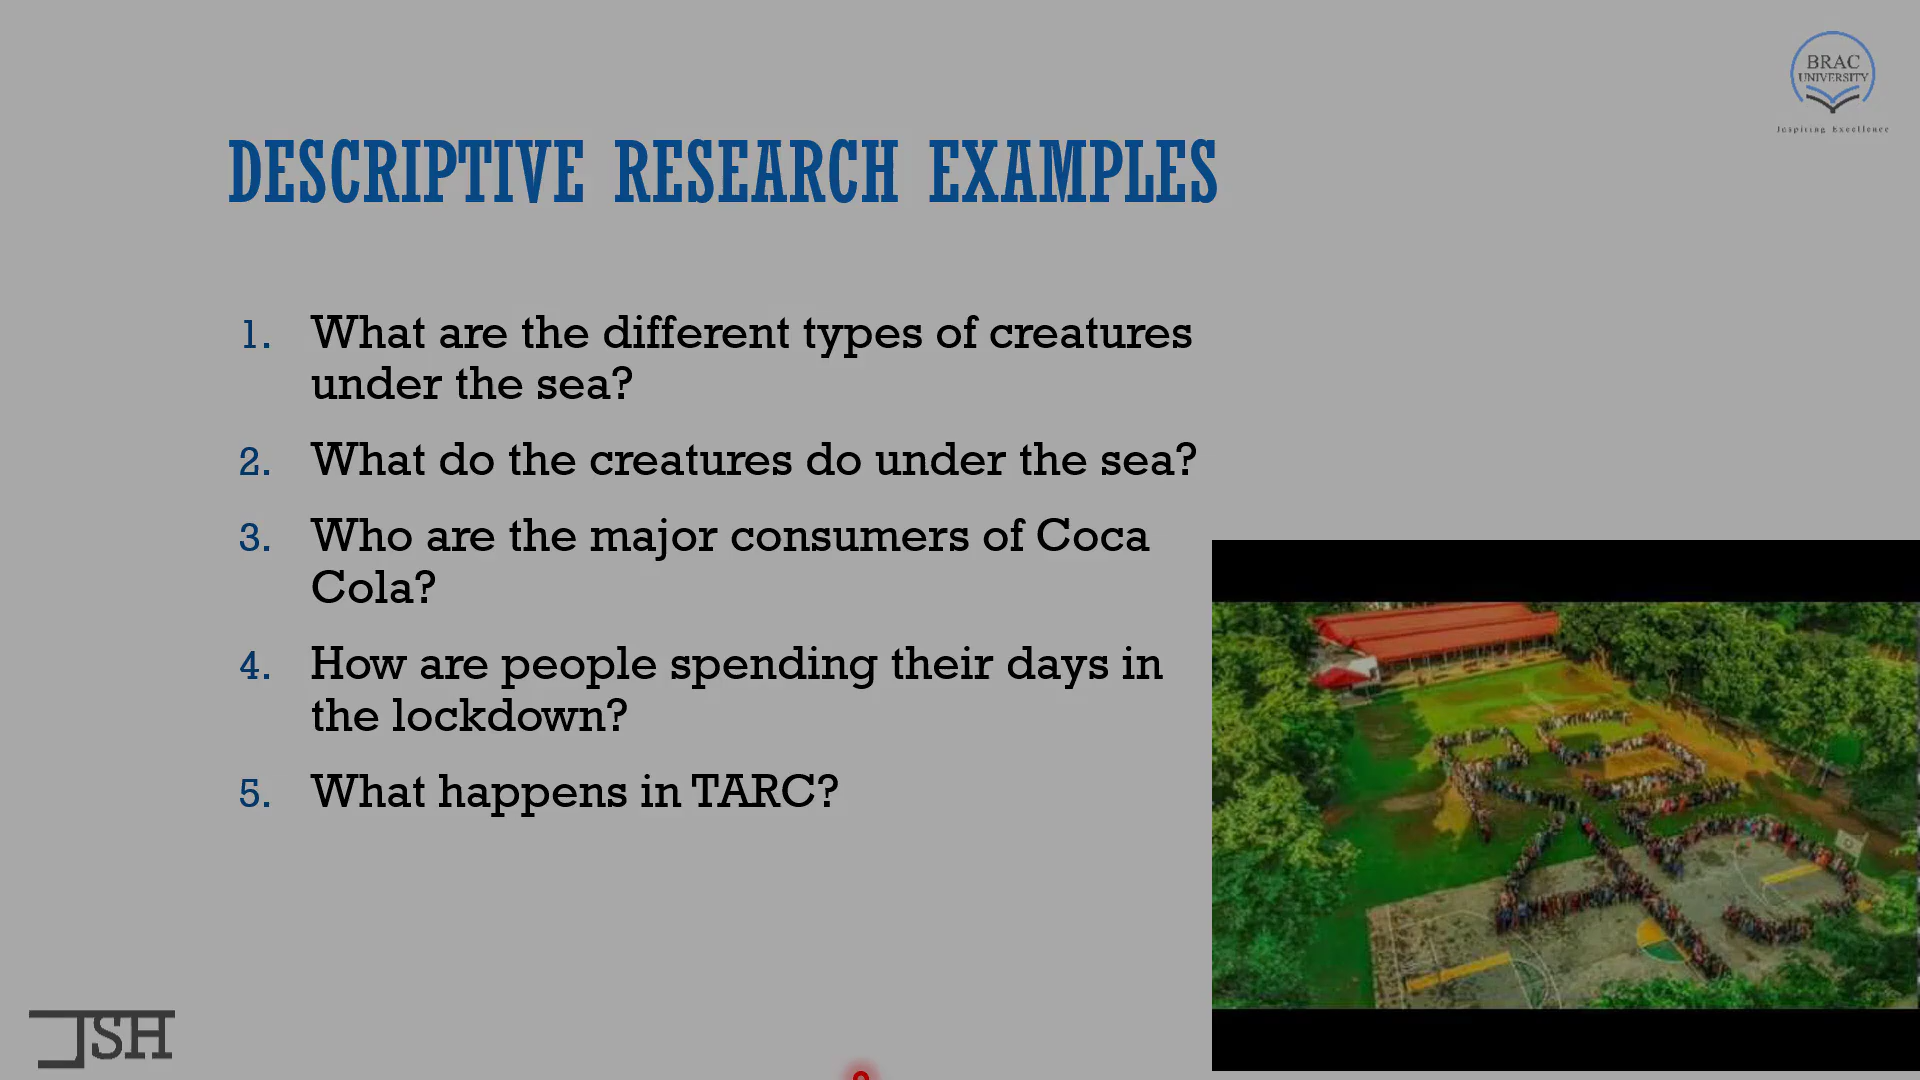 BRAC
UNIVERSITY
Inspiring Excellence
DESCRIPTIVE RESEARCH EXAMPLES
1. What are the different types of creatures
under the sea?
2. What do the creatures do under the sea?
3. Who are the major consumers of Coca
Cola?
4. How are people spending their days in
the lockdown?
5. What happens in TARC?
JSH